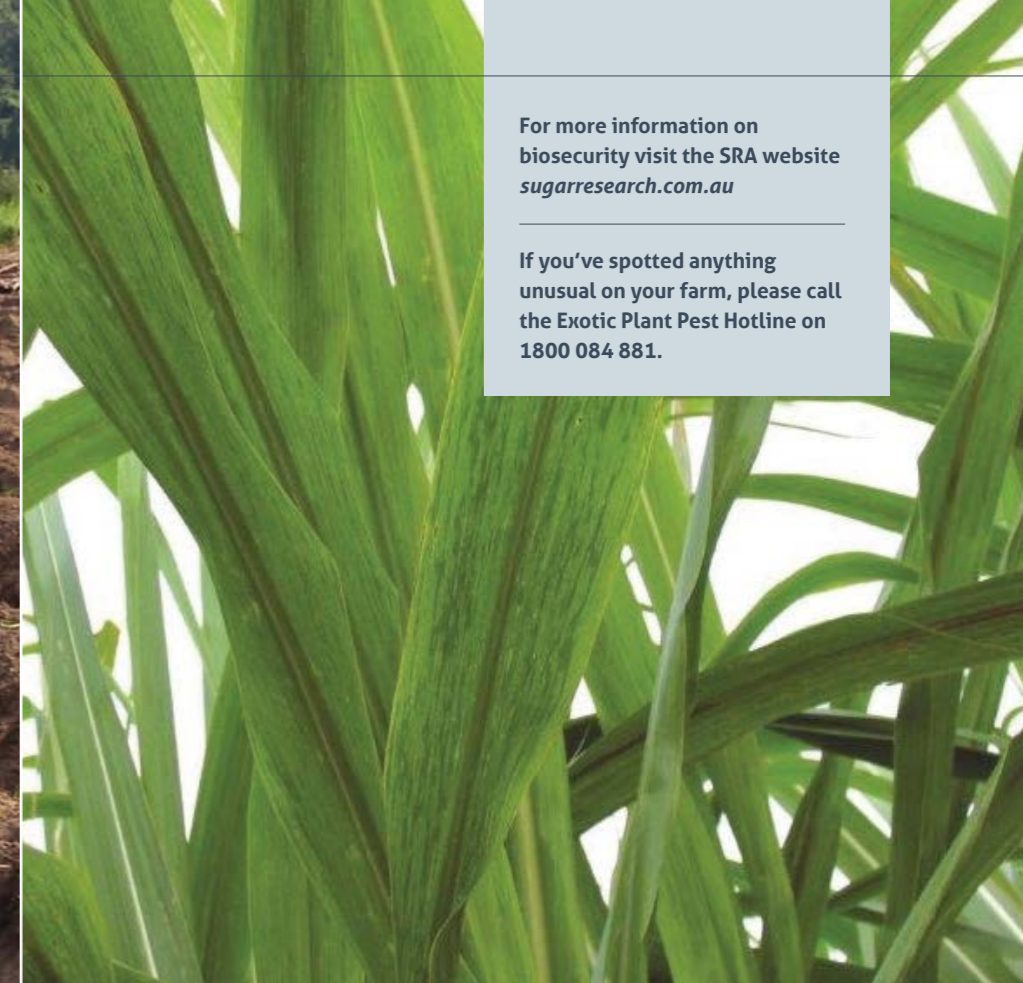 For more information on
biosecurity visit the SRA website
sugarresearch.com.au
If you've spotted anything
unusual on your farm, please call
the Exotic Plant Pest Hotline on
1800 084 881.